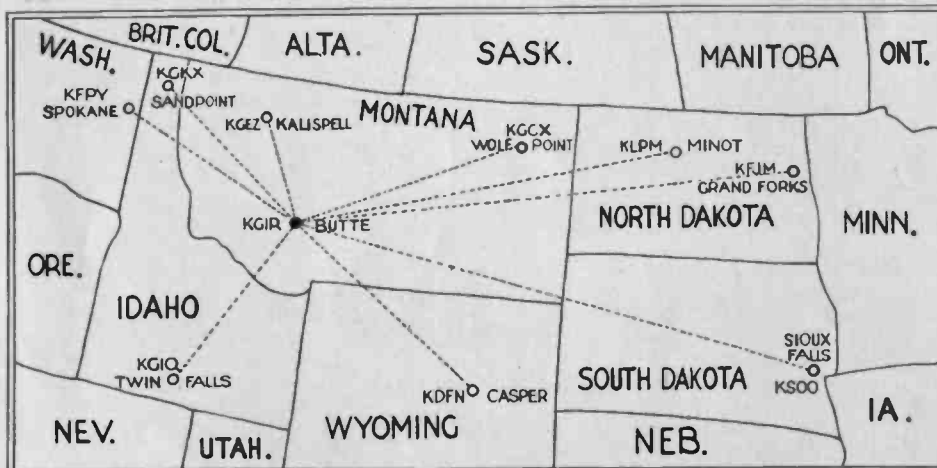 BRIT. COL.
ALTA.
SASK.
MANITOBA
ONT.
WASH.
KGKX
SANDPOINT
KFPY
SPOKANE
KGEZ KALISPELL
MONTANA
KGCX
WOLF POINT
KLPM MINOT
KFJM
GRAND FORKS
KGIR BUTTE
NORTH DAKOTA
MINN.
ORE.
IDAHO
KGIQ
TWIN FALLS
KDFN CASPER
SIOUX
FALLS
KSOO
SOUTH DAKOTA
NEV.
UTAH.
WYOMING
NEB.
IA.